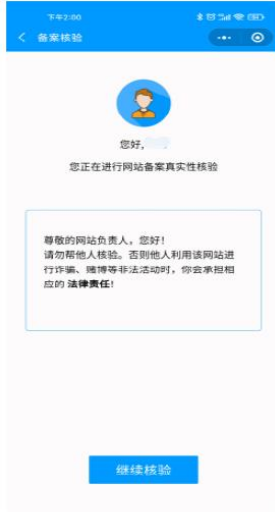 下午2:00
备案核验
您好,
您正在进行网站备案真实性核验
尊敬的网站负责人，您好！
请勿帮他人核验。否则他人利用该网站进
行诈骗、赌博等非法活动时，你会承担相
应的 法律责任！
继续核验